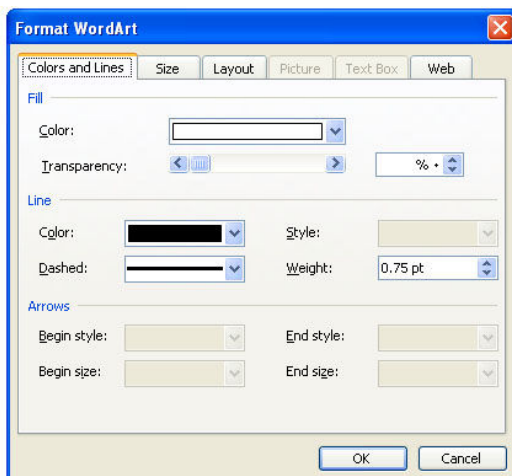 Format WordArt
Colors and Lines Size Layout Picture Text Box Web
Fill
Color:
Transparency: % ٠
Line
Color: Style:
Dashed: Weight: 0.75 pt
Arrows
Begin style: End style:
Begin size: End size:
OK Cancel